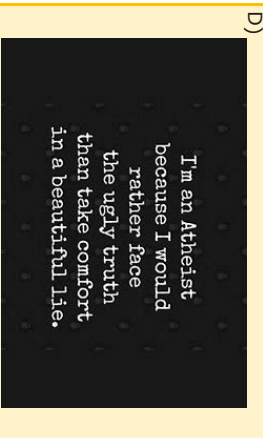 D)
I'm an Atheist
because I would
rather face
the ugly truth
than take comfort
in a beautiful lie.